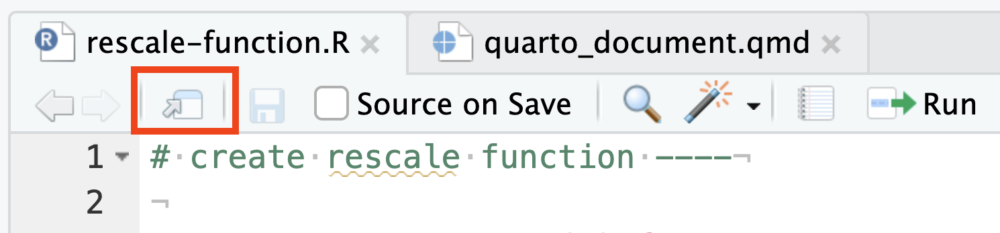 R rescale-function.R × quarto_document.qmd ×
Source on Save Run
1 # create rescale function ----¬
2 ¬